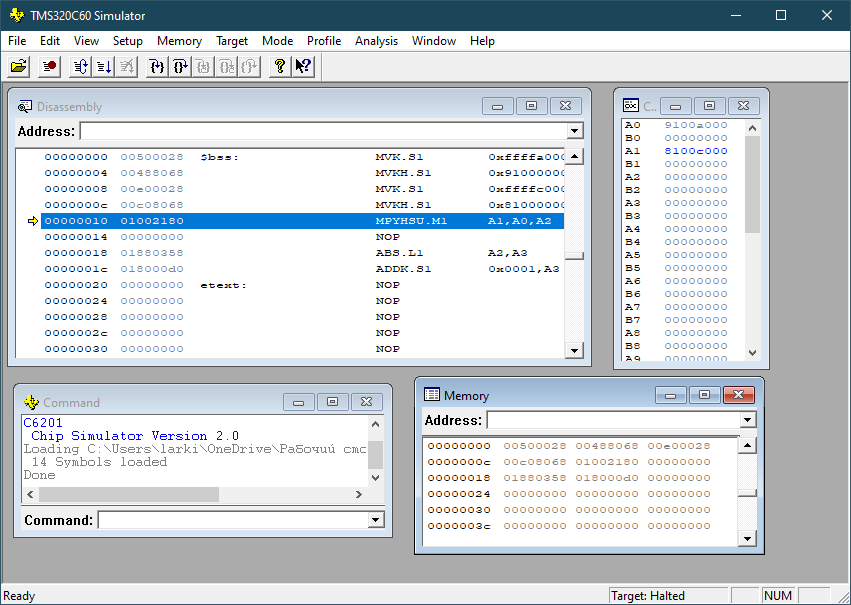 TMS320C60 Simulator
File Edit View Setup Memory Target Mode Profile Analysis Window Help
Disassembly
Address:
00000000 00500028 $bss: MVK.S1 0xffffa000
00000004 00488068 MVKH.S1 0x91000000
00000008 00e00028 MVK.S1 0xffffc000
0000000c 00c08068 MVKH.S1 0x81000000
00000010 01002180 MPYHSU.M1 A1,A0,A2
00000014 00000000 NOP
00000018 01880358 ABS.L1 A2,A3
0000001c 018000d0 ADDK.S1 0x0001,A3
00000020 00000000 etext: NOP
00000024 00000000 NOP
00000028 00000000 NOP
0000002c 00000000 NOP
00000030 00000000 NOP
C..
A0 9100a000
B0 00000000
A1 8100c000
B1 00000000
A2 00000000
B2 00000000
A3 00000000
B3 00000000
A4 00000000
B4 00000000
A5 00000000
B5 00000000
A6 00000000
B6 00000000
A7 00000000
B7 00000000
A8 00000000
B8 00000000
A9 00000000
Command
C6201
Chip Simulator Version 2.0
Loading C:\Users\larki\OneDrive\Рабочий сто
14 Symbols loaded
Done
Command:
Memory
Address:
00000000 00500028 00488068 00e00028
0000000c 00c08068 01002180 00000000
00000018 01880358 018000d0 00000000
00000024 00000000 00000000 00000000
00000030 00000000 00000000 00000000
0000003c 00000000 00000000 00000000
Ready
Target: Halted
NUM